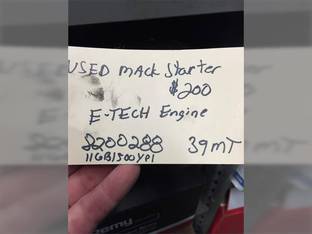 USED Mack Starter
$200
E-TECH Engine
8200288 39MT
11GB1500YP1